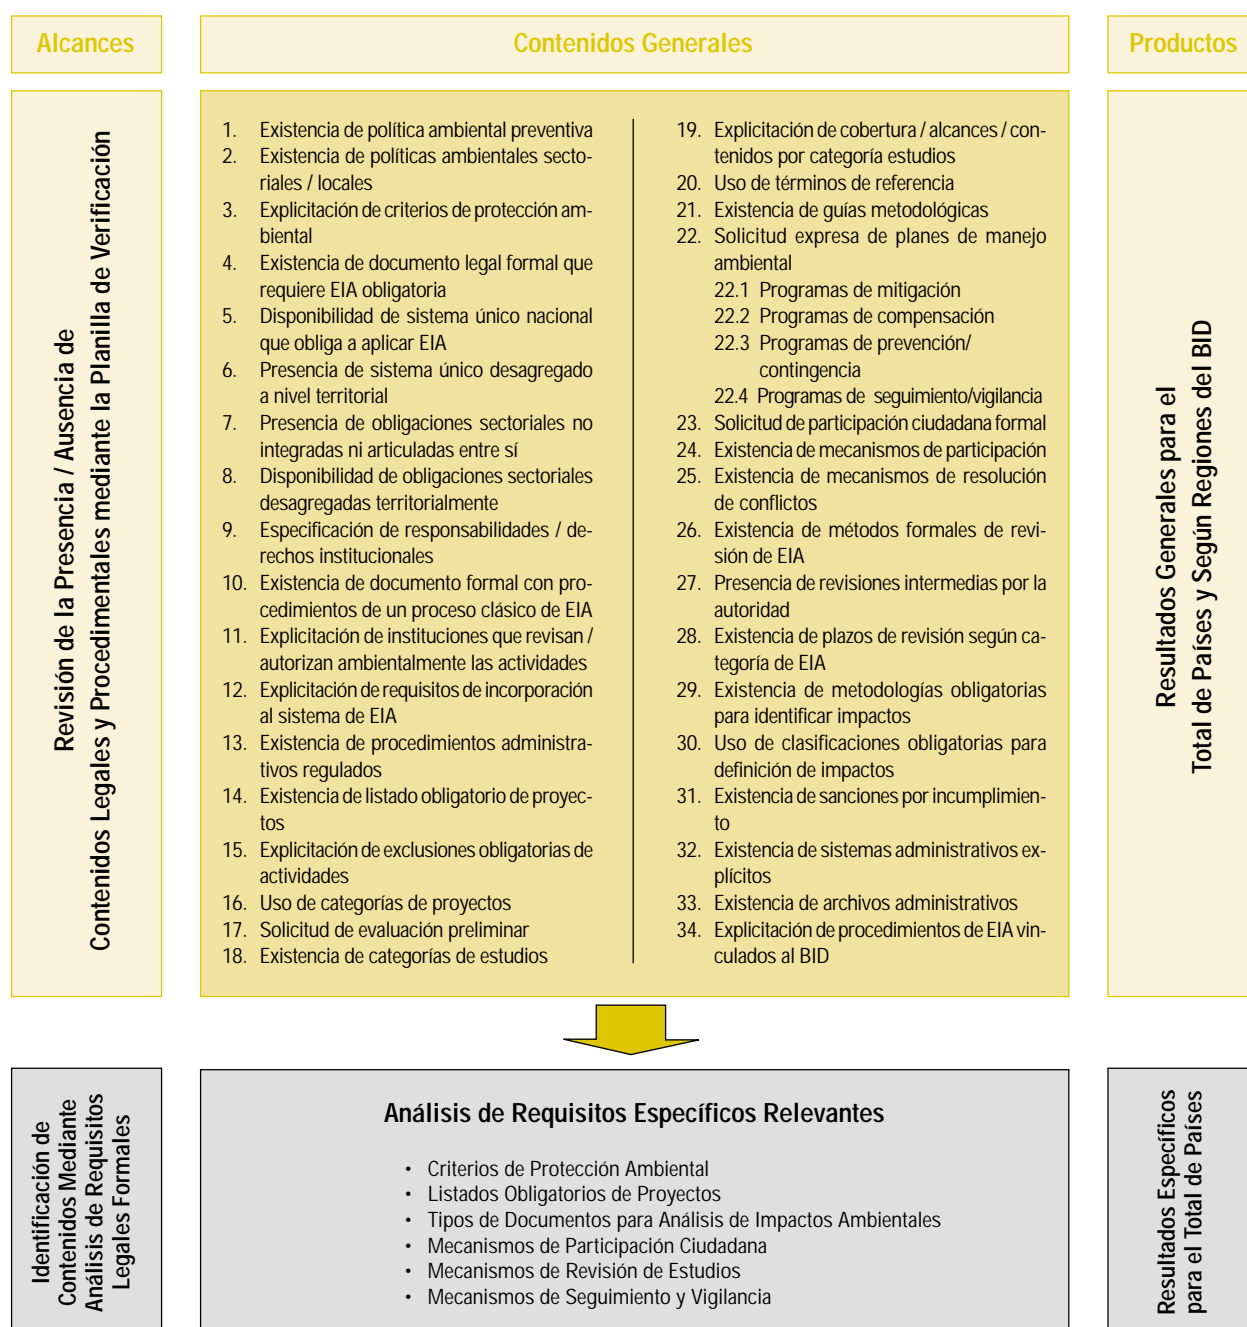 Alcances
Contenidos Generales
Productos
Revisión de la Presencia / Ausencia de
Contenidos Legales y Procedimentales mediante la Planilla de Verificación
1. Existencia de política ambiental preventiva
2. Existencia de políticas ambientales secto-
riales / locales
3. Explicitación de criterios de protección am-
biental
4. Existencia de documento legal formal que
requiere EIA obligatoria
5. Disponibilidad de sistema único nacional
que obliga a aplicar EIA
6. Presencia de sistema único desagregado
a nivel territorial
7. Presencia de obligaciones sectoriales no
integradas ni articuladas entre sí
8. Disponibilidad de obligaciones sectoriales
desagregadas territorialmente
9. Especificación de responsabilidades / de-
rechos institucionales
10. Existencia de documento formal con pro-
cedimientos de un proceso clásico de EIA
11. Explicitación de instituciones que revisan /
autorizan ambientalmente las actividades
12. Explicitación de requisitos de incorporación
al sistema de EIA
13. Existencia de procedimientos administra-
tivos regulados
14. Existencia de listado obligatorio de proyec-
tos
15. Explicitación de exclusiones obligatorias de
actividades
16. Uso de categorías de proyectos
17. Solicitud de evaluación preliminar
18. Existencia de categorías de estudios
19. Explicitación de cobertura / alcances / con-
tenidos por categoría estudios
20. Uso de términos de referencia
21. Existencia de guías metodológicas
22. Solicitud expresa de planes de manejo
ambiental
22.1 Programas de mitigación
22.2 Programas de compensación
22.3 Programas de prevención/
contingencia
22.4 Programas de seguimiento/vigilancia
23. Solicitud de participación ciudadana formal
24. Existencia de mecanismos de participación
25. Existencia de mecanismos de resolución
de conflictos
26. Existencia de métodos formales de revi-
sión de EIA
27. Presencia de revisiones intermedias por la
autoridad
28. Existencia de plazos de revisión según ca-
tegoría de EIA
29. Existencia de metodologías obligatorias
para identificar impactos
30. Uso de clasificaciones obligatorias para
definición de impactos
31. Existencia de sanciones por incumplimien-
to
32. Existencia de sistemas administrativos ex-
plícitos
33. Existencia de archivos administrativos
34. Explicitación de procedimientos de EIA vin-
culados al BID
Resultados Generales para el
Total de Países y Según Regiones del BID
Identificación de
Contenidos Mediante
Análisis de Requisitos
Legales Formales
Análisis de Requisitos Específicos Relevantes
• Criterios de Protección Ambiental
• Listados Obligatorios de Proyectos
• Tipos de Documentos para Análisis de Impactos Ambientales
• Mecanismos de Participación Ciudadana
• Mecanismos de Revisión de Estudios
• Mecanismos de Seguimiento y Vigilancia
Resultados Específicos
para el Total de Países